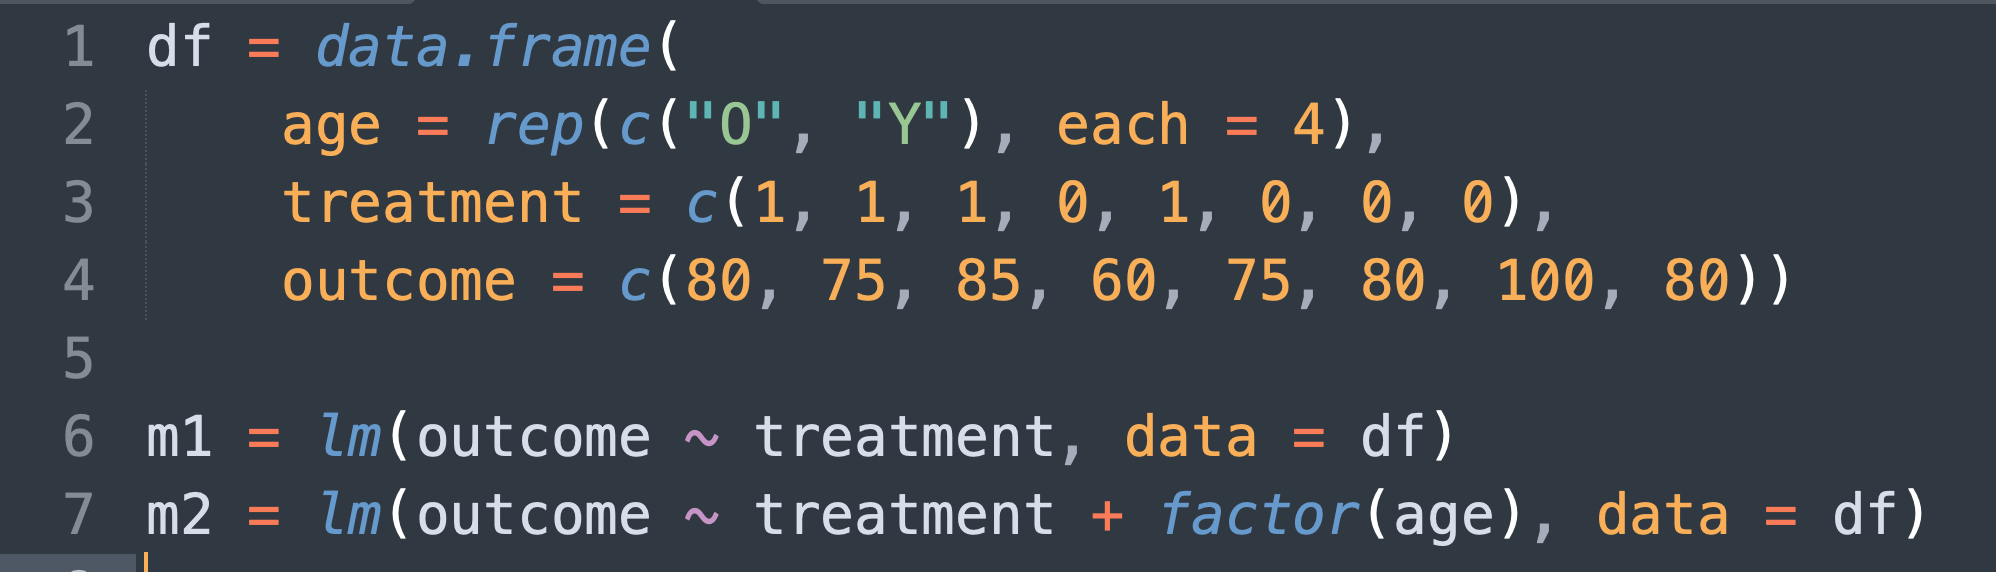 1 df = data.frame(
2     age = rep(c("O", "Y"), each = 4),
3     treatment = c(1, 1, 1, 0, 1, 0, 0, 0),
4     outcome = c(80, 75, 85, 60, 75, 80, 100, 80))
5
6 m1 = lm(outcome ~ treatment, data = df)
7 m2 = lm(outcome ~ treatment + factor(age), data = df)